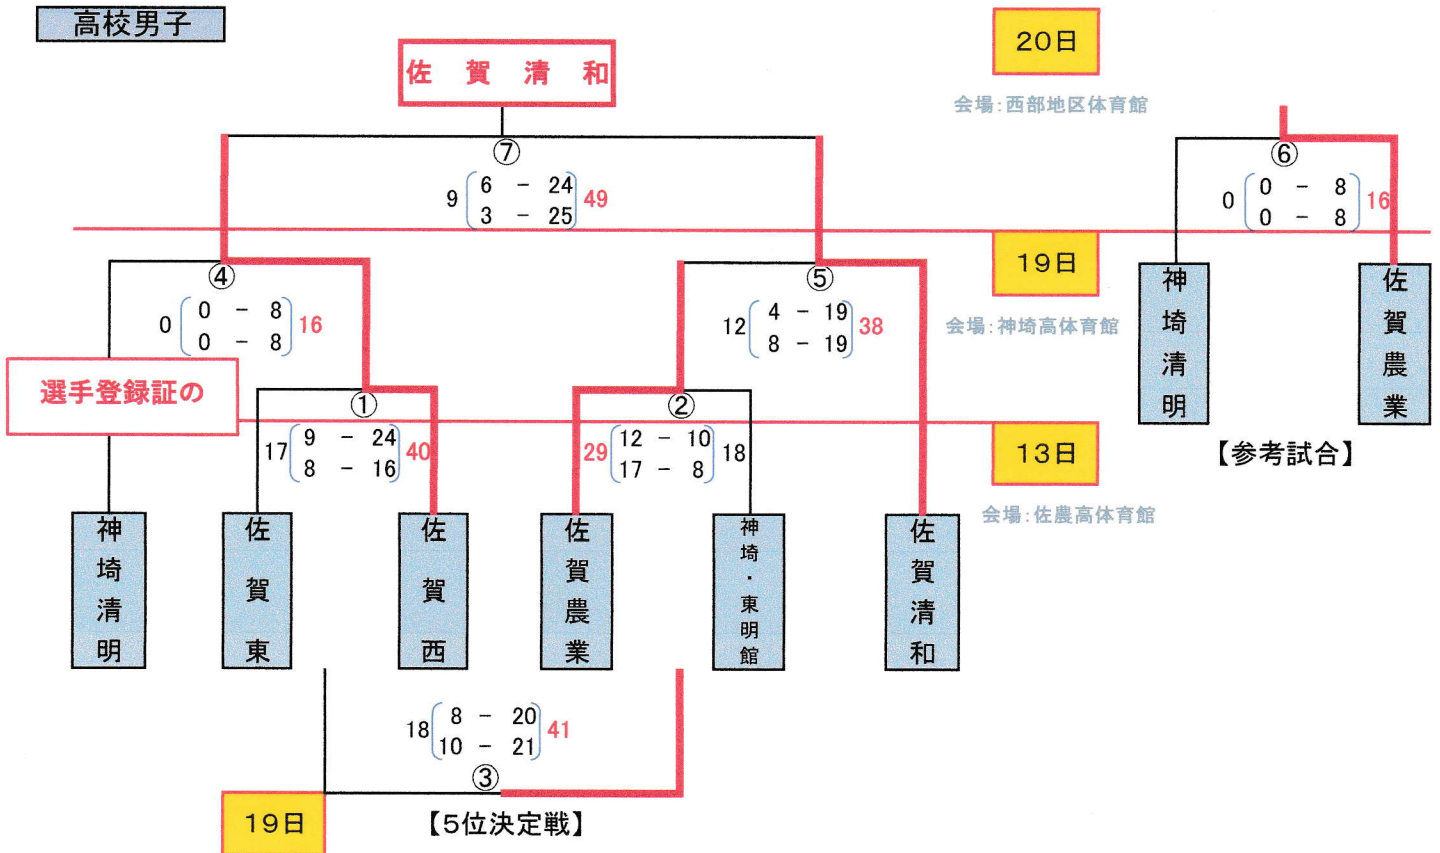 高校男子
20日
佐賀清和
会場:西部地区体育館
⑦
⑥
9 6 - 24 49
3 - 25
0 0 - 8 16
0 - 8
19日
④
⑤
神埼清明
佐賀農業
0 0 - 8 16
0 - 8
12 4 - 19 38
8 - 19
会場:神埼高体育館
選手登録証の
①
②
17 9 - 24 40
8 - 16
29 12 - 10 18
17 - 8
13日
【参考試合】
会場:佐農高体育館
神埼清明
佐賀東
佐賀西
佐賀農業
神埼・東明館
佐賀清和
18 8 - 20 41
10 - 21
③
19日
【5位決定戦】